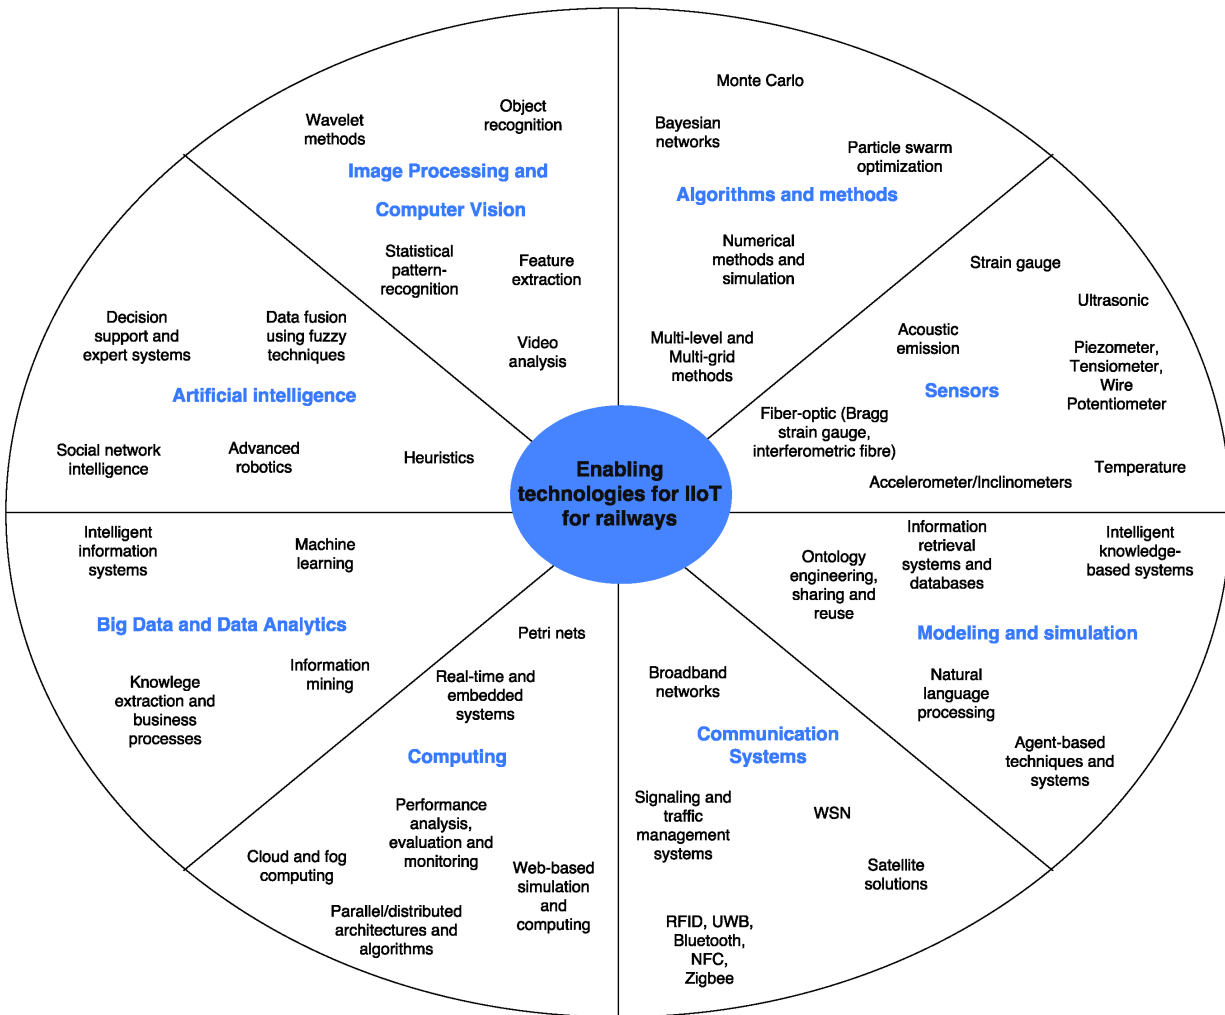 Wavelet
methods
Object
recognition
Image Processing and
Computer Vision
Statistical
pattern-
recognition
Feature
extraction
Video
analysis
Monte Carlo
Bayesian
networks
Particle swarm
optimization
Algorithms and methods
Numerical
methods and
simulation
Multi-level and
Multi-grid
methods
Strain gauge
Ultrasonic
Acoustic
emission
Piezometer,
Tensiometer,
Wire
Potentiometer
Sensors
Fiber-optic (Bragg
strain gauge,
interferometric fibre)
Temperature
Accelerometer/Inclinometers
Decision
support and
expert systems
Data fusion
using fuzzy
techniques
Artificial intelligence
Social network
intelligence
Advanced
robotics
Heuristics
Enabling
technologies for IIoT
for railways
Intelligent
information
systems
Machine
learning
Big Data and Data Analytics
Knowlege
extraction and
business
processes
Information
mining
Petri nets
Real-time and
embedded
systems
Computing
Performance
analysis,
evaluation and
monitoring
Cloud and fog
computing
Web-based
simulation
and
computing
Parallel/distributed
architectures and
algorithms
Broadband
networks
Communication
Systems
Signaling and
traffic
management
systems
WSN
Satellite
solutions
RFID, UWB,
Bluetooth,
NFC,
Zigbee
Ontology
engineering,
sharing and
reuse
Information
retrieval
systems and
databases
Intelligent
knowledge-
based systems
Modeling and simulation
Natural
language
processing
Agent-based
techniques and
systems